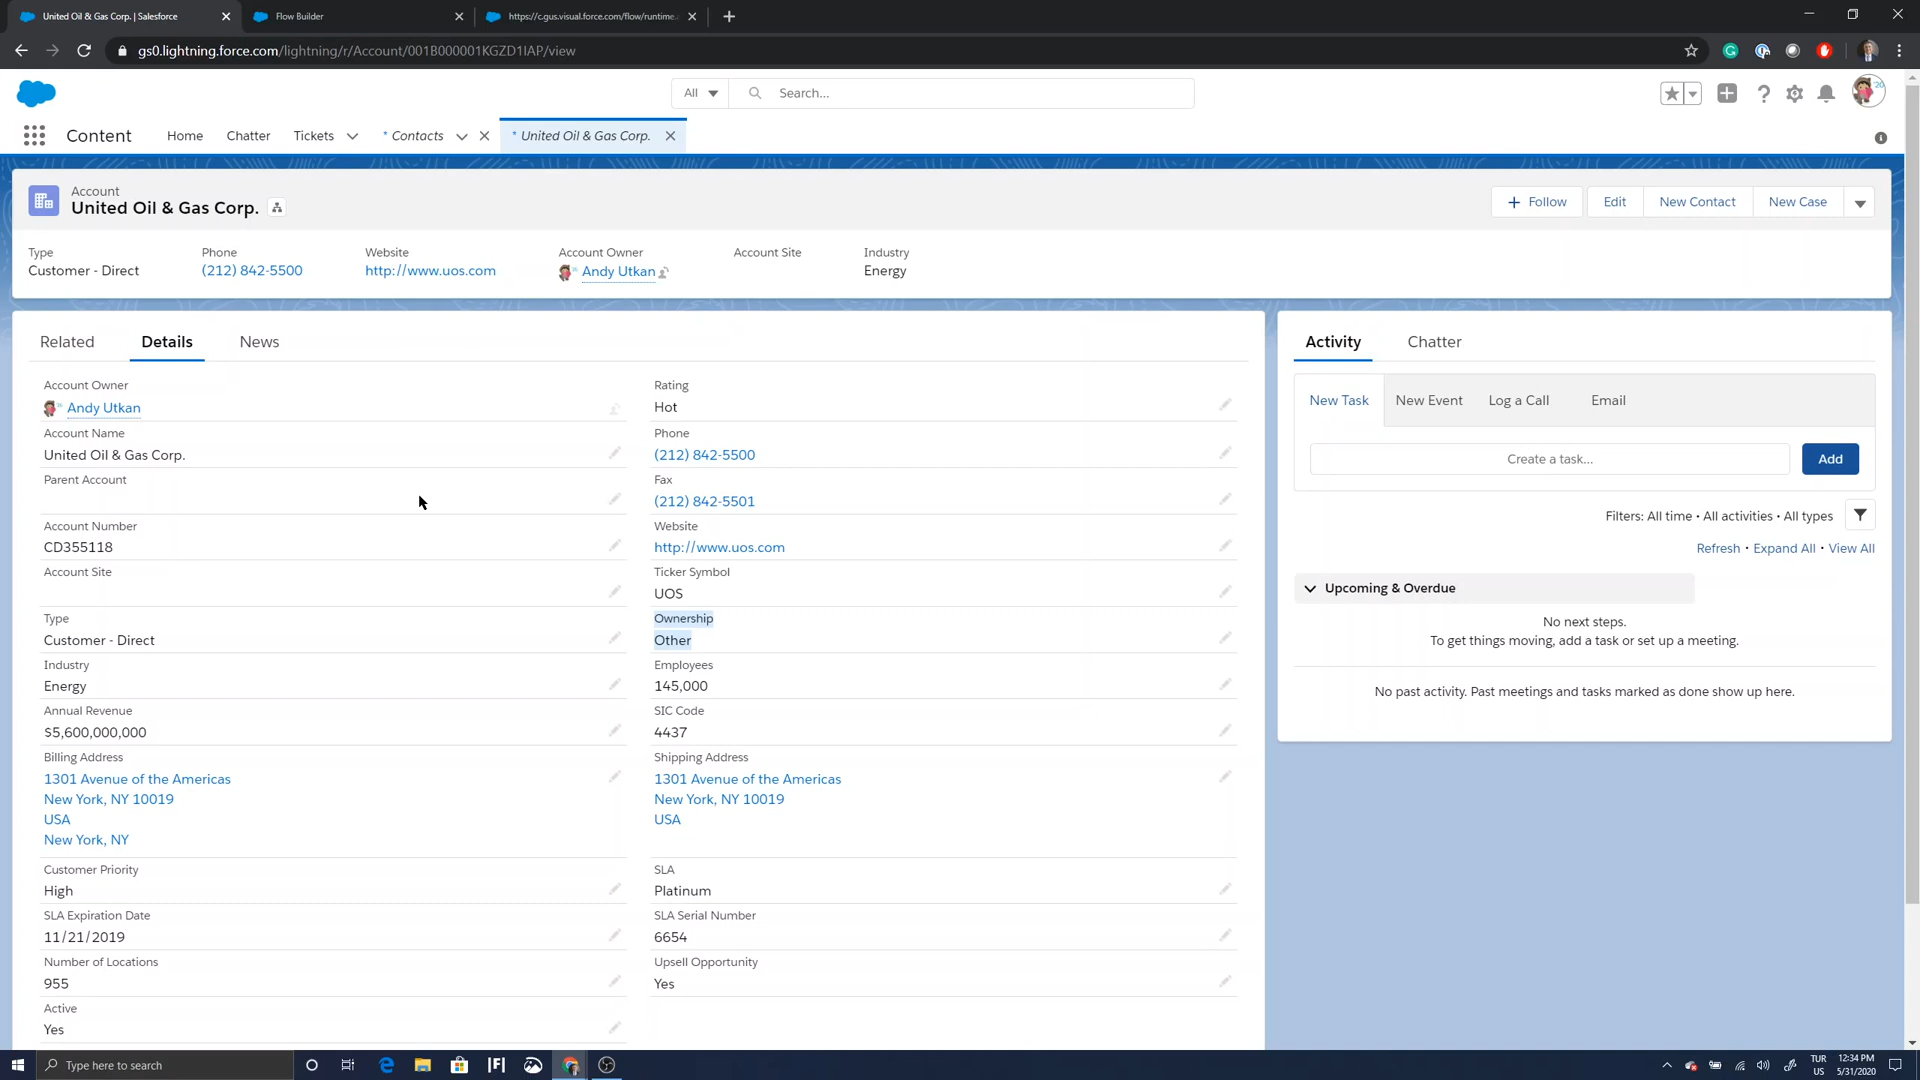 United Oil & Gas Corp. | Salesforce
Flow Builder
https://c.gus.visual.force.com/flow/runtime.
gs0.lightning.force.com/lightning/r/Account/001B000001KGZD1IAP/view
All
Search...
Content
Home
Chatter
Tickets
* Contacts
* United Oil & Gas Corp.
Account
United Oil & Gas Corp.
Follow
Edit
New Contact
New Case
Type
Customer - Direct
Phone
(212) 842-5500
Website
http://www.uos.com
Account Owner
Andy Utkan
Account Site
Industry
Energy
Related
Details
News
Account Owner
Andy Utkan
Account Name
United Oil & Gas Corp.
Parent Account
Account Number
CD355118
Account Site
Type
Customer - Direct
Industry
Energy
Annual Revenue
$5,600,000,000
Billing Address
1301 Avenue of the Americas
New York, NY 10019
USA
New York, NY
Customer Priority
High
SLA Expiration Date
11/21/2019
Number of Locations
955
Active
Yes
Rating
Hot
Phone
(212) 842-5500
Fax
(212) 842-5501
Website
http://www.uos.com
Ticker Symbol
UOS
Ownership
Other
Employees
145,000
SIC Code
4437
Shipping Address
1301 Avenue of the Americas
New York, NY 10019
USA
SLA
Platinum
SLA Serial Number
6654
Upsell Opportunity
Yes
Activity
Chatter
New Task
New Event
Log a Call
Email
Create a task...
Add
Filters: All time • All activities • All types
Refresh • Expand All • View All
Upcoming & Overdue
No next steps.
To get things moving, add a task or set up a meeting.
No past activity. Past meetings and tasks marked as done show up here.
Type here to search
TUR
US
12:34 PM
5/31/2020